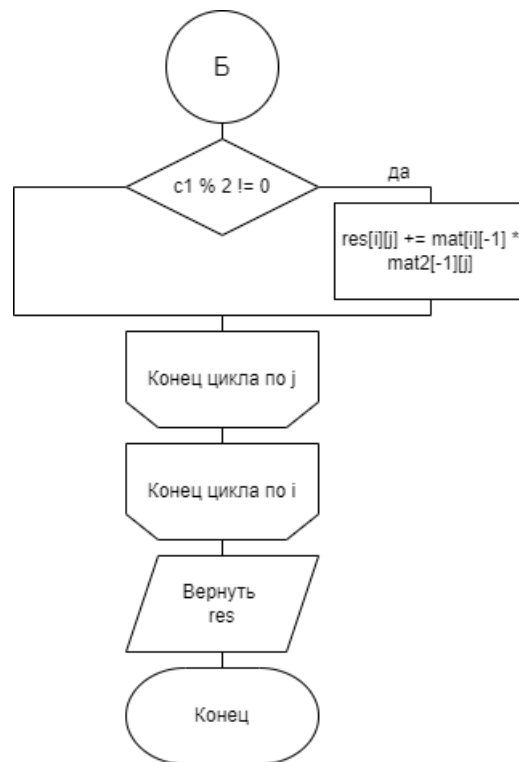 Б
c1 % 2 != 0
да
res[i][j] += mat[i][-1] *
mat2[-1][j]
Конец цикла по j
Конец цикла по i
Вернуть
res
Конец